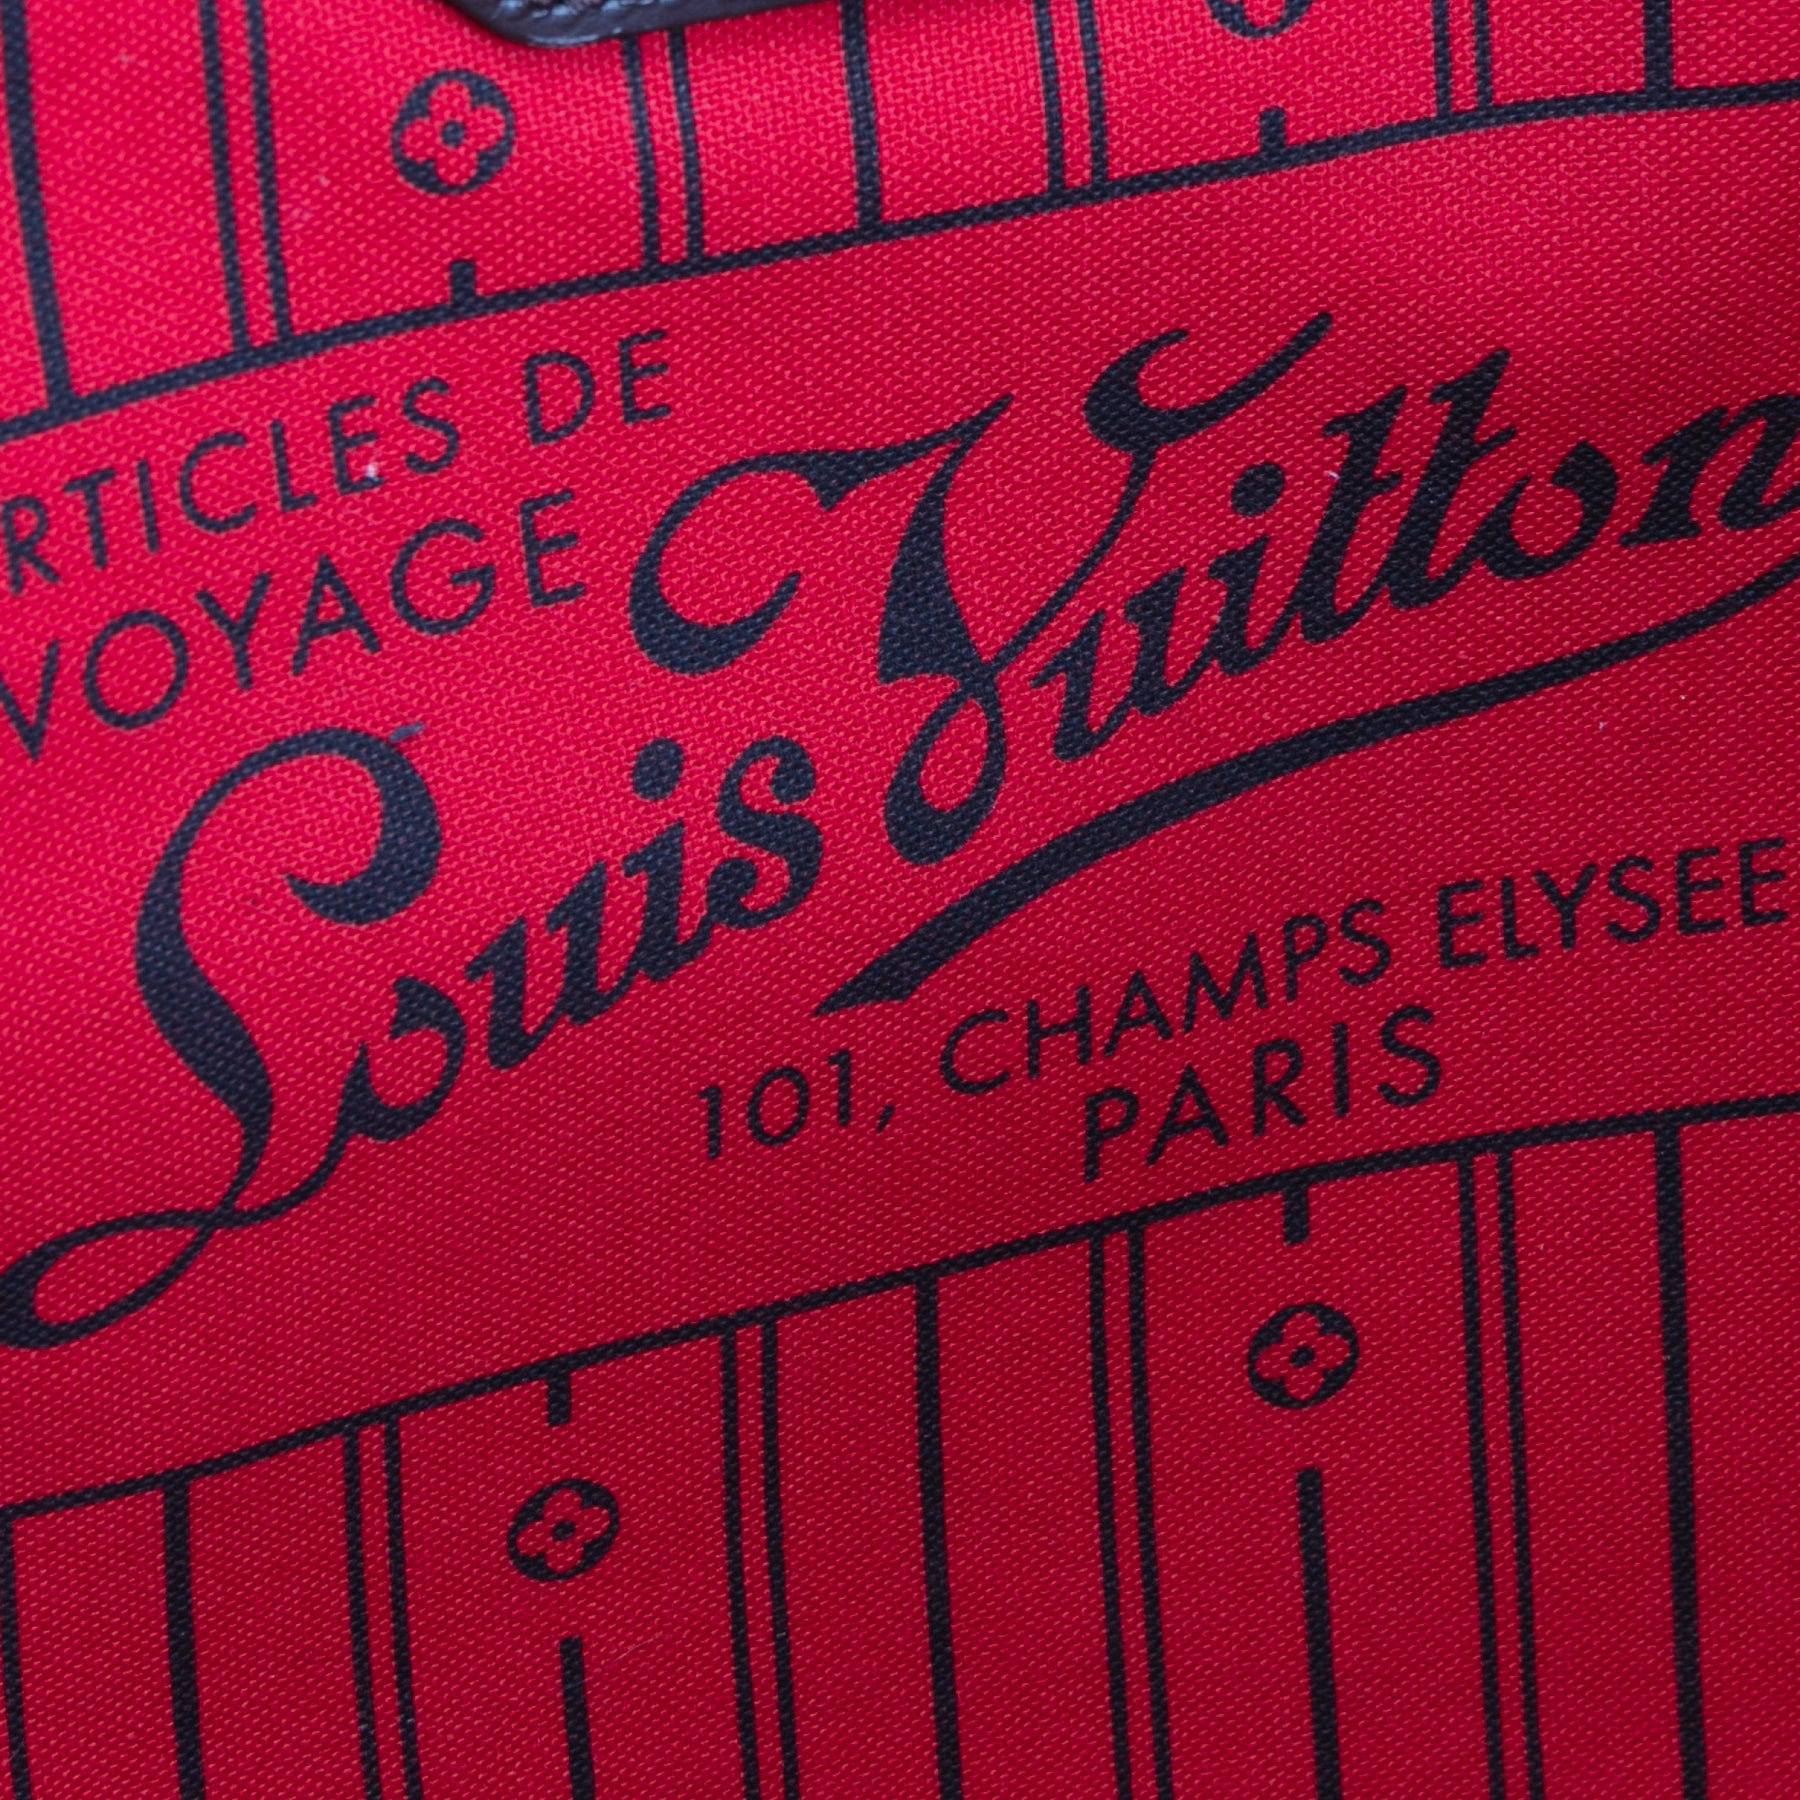 RTICLES DE
VOYAGE
Louis Vuitton
101, CHAMPS ELYSEE
PARIS